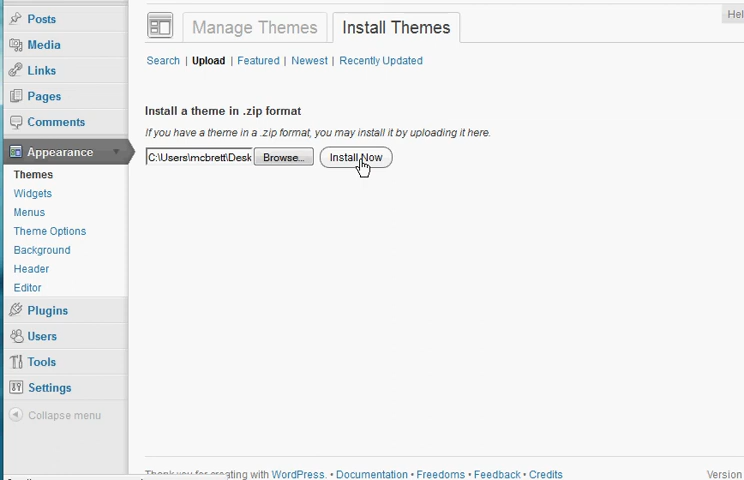 Posts
Media
Links
Pages
Comments
Appearance
Themes
Widgets
Menus
Theme Options
Background
Header
Editor
Plugins
Users
Tools
Settings
Collapse menu
Manage Themes Install Themes
Hel
Search | Upload | Featured | Newest | Recently Updated
Install a theme in .zip format
If you have a theme in a .zip format, you may install it by uploading it here.
C:\Users\mcbrett\Desk Browse... Install Now
Thank you for creating with WordPress. • Documentation • Freedoms • Feedback • Credits
Version